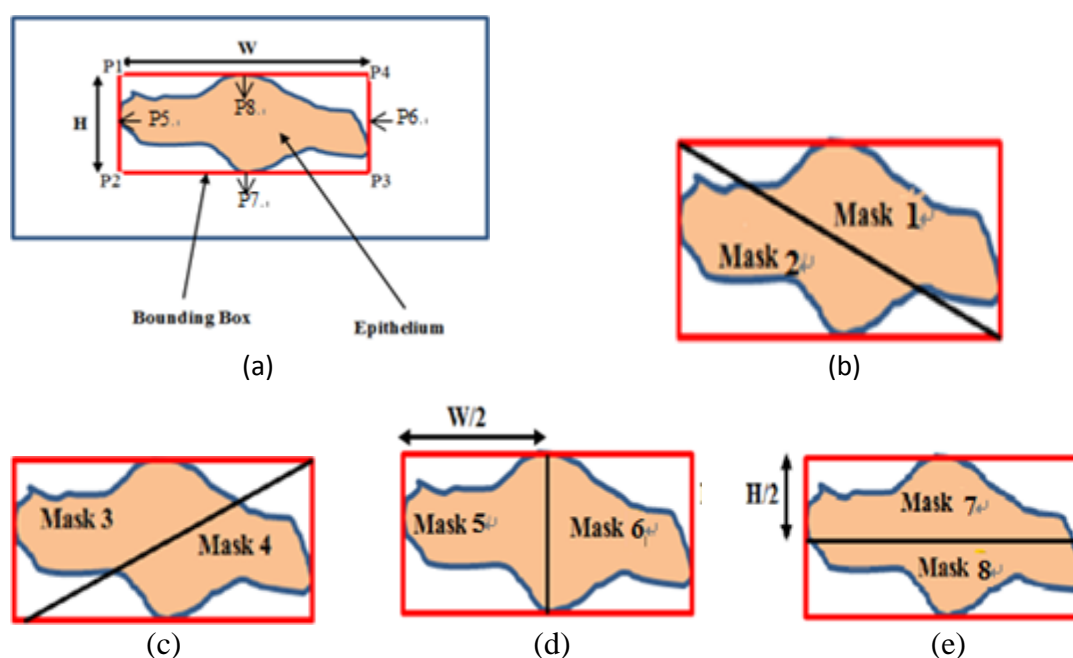 W
P1
P4
P8
H
P5
P6
P2
P3
P7
Bounding Box
Epithelium
(a)
Mask 1
Mask 2
(b)
Mask 3
Mask 4
(c)
W/2
Mask 5
Mask 6
(d)
H/2
Mask 7
Mask 8
(e)